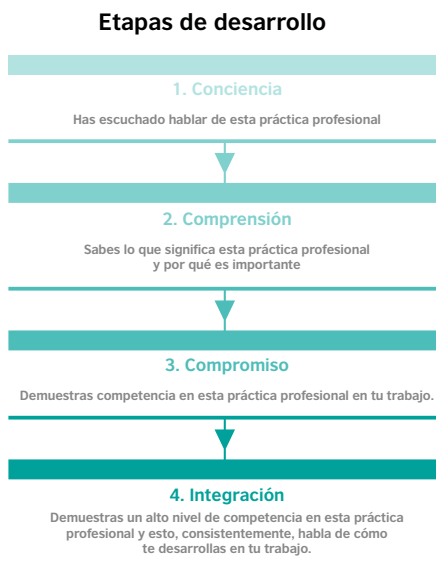 Etapas de desarrollo
1. Conciencia
Has escuchado hablar de esta práctica profesional
2. Comprensión
Sabes lo que significa esta práctica profesional
y por qué es importante
3. Compromiso
Demuestras competencia en esta práctica profesional en tu trabajo.
4. Integración
Demuestras un alto nivel de competencia en esta práctica
profesional y esto, consistentemente, habla de cómo
te desarrollas en tu trabajo.